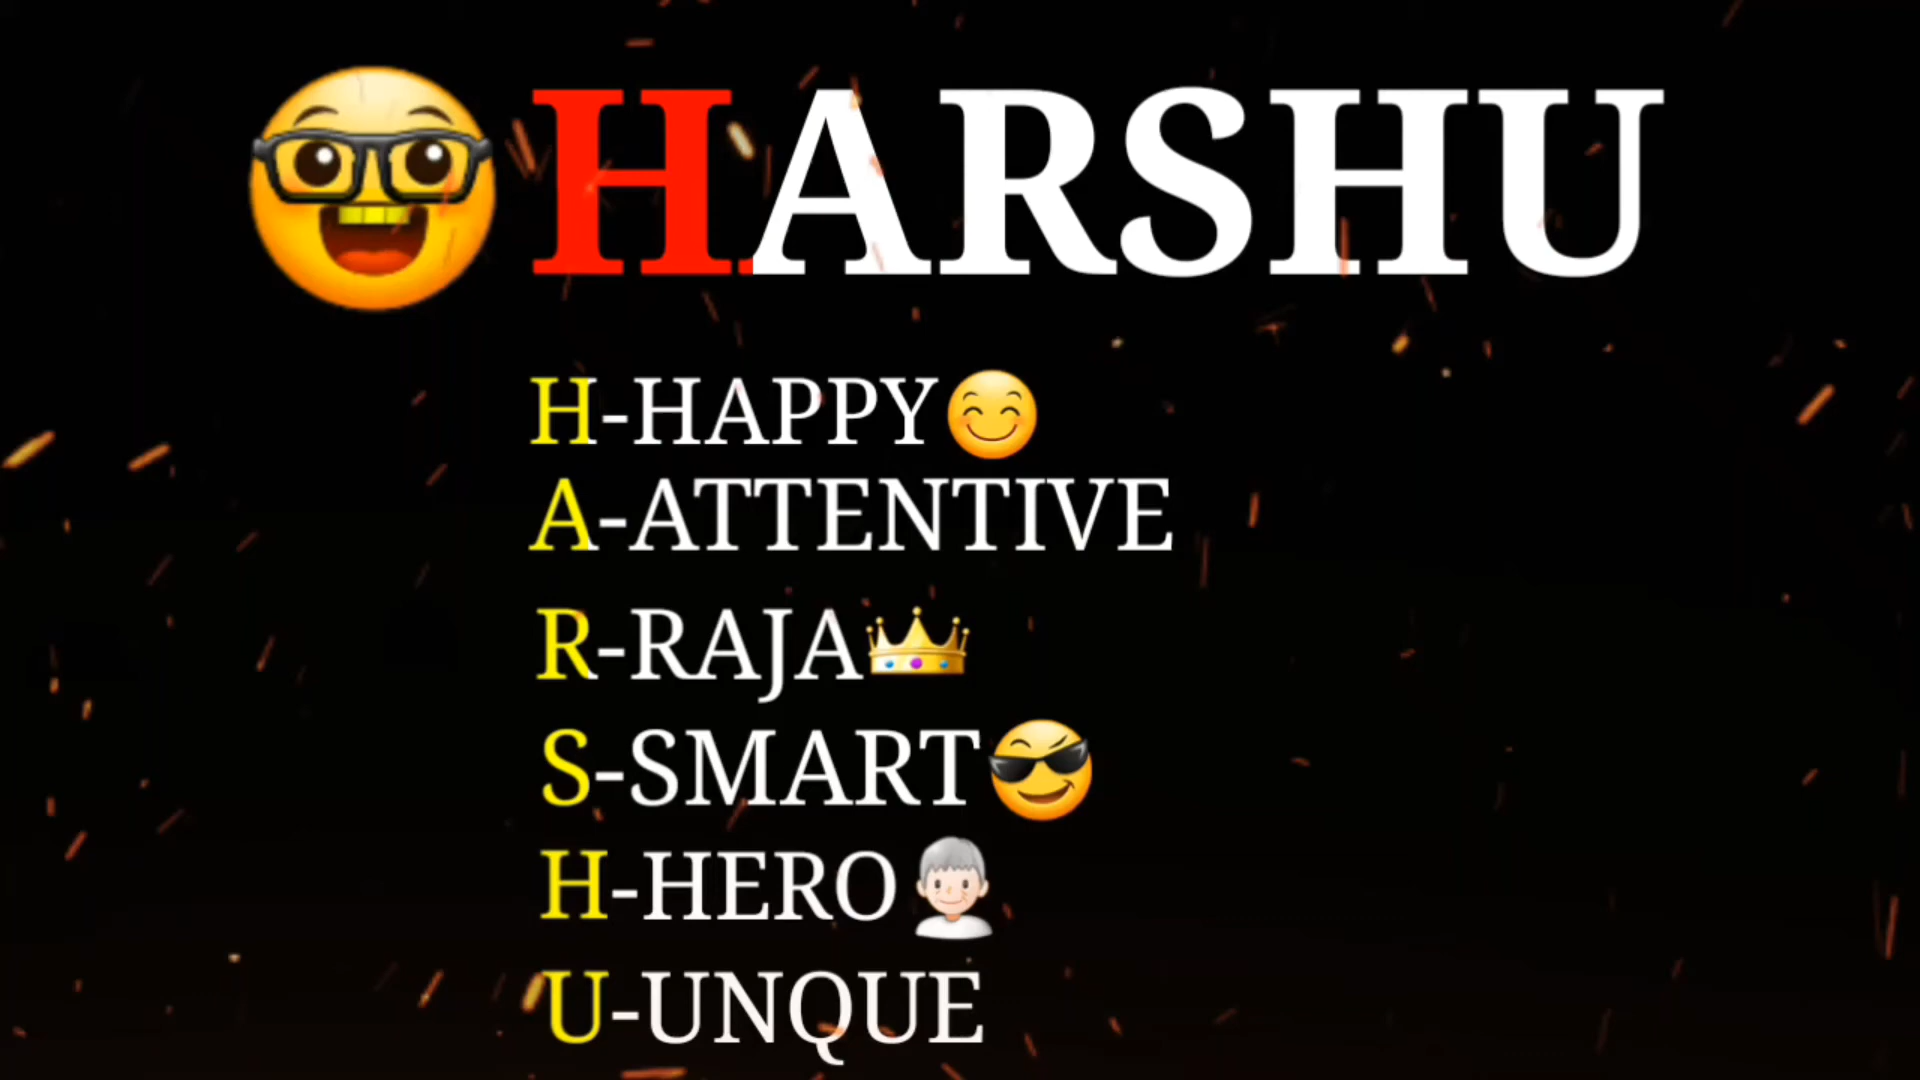 🤓HARSHU
H-HAPPY😊
A-ATTENTIVE
R-RAJA👑
S-SMART😎
H-HERO🧓
U-UNQUE